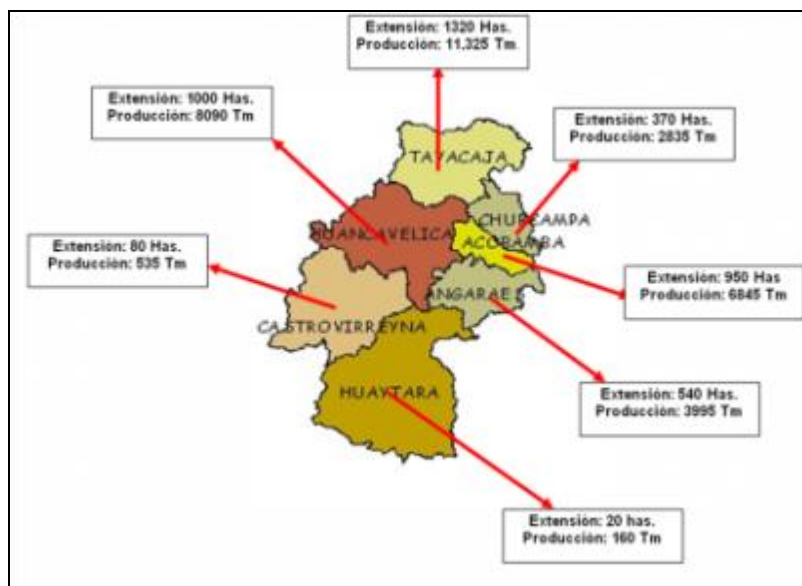 Extensión: 1320 Has.
Producción: 11,325 Tm
Extensión: 1000 Has.
Producción: 8090 Tm
Extensión: 370 Has.
Producción: 2835 Tm
TAYACAJA
CHURCAMPA
HUANCAVELICA
ACOBAMBA
Extensión: 80 Has.
Producción: 535 Tm
Extensión: 950 Has
Producción: 6845 Tm
ANGARAES
CASTROVIRREYNA
HUAYTARA
Extensión: 540 Has.
Producción: 3995 Tm
Extensión: 20 has.
Producción: 160 Tm